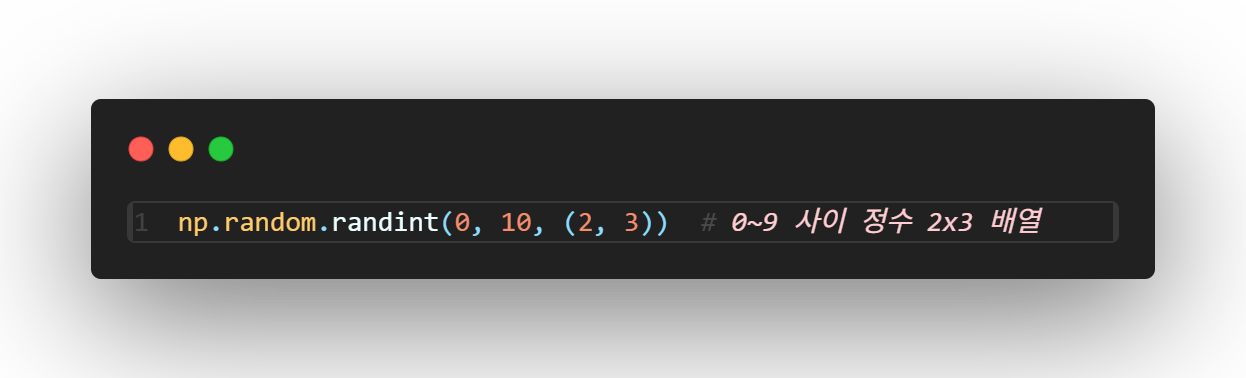 1 np.random.randint(0, 10, (2, 3))  # 0~9 사이 정수 2x3 배열